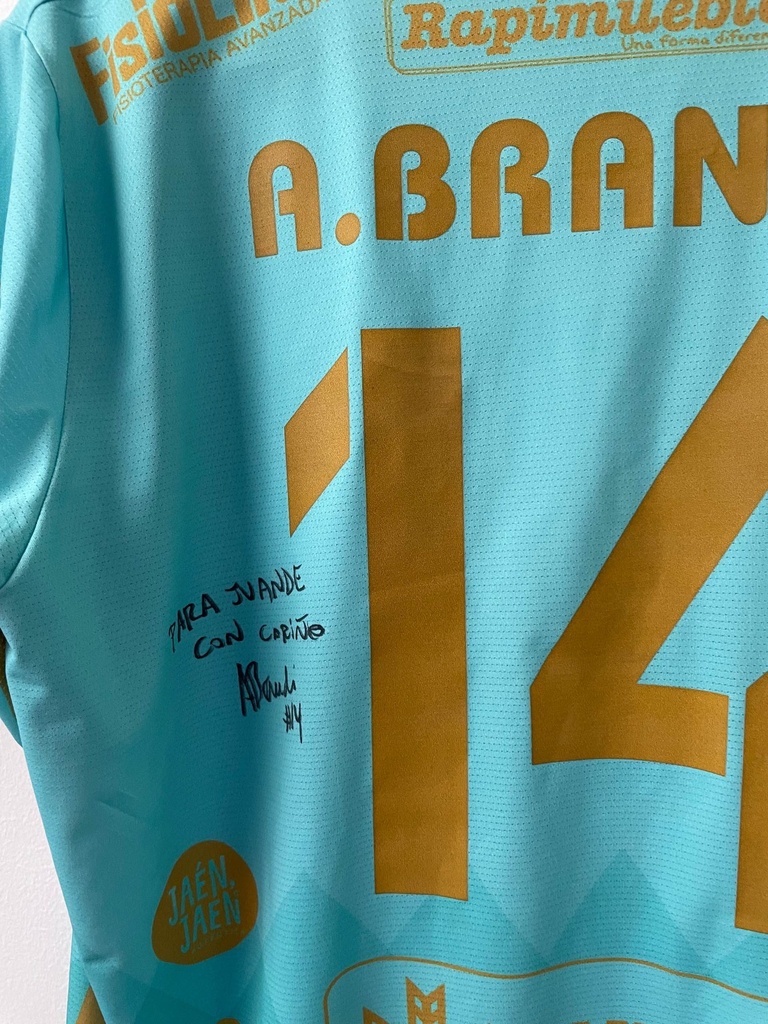 FISIOLIN
FISIOTERAPIA AVANZADA
Rapimueble
Una forma diferen
A.BRAN
14
PARA JUANDE
CON CARIÑO
#14
JAÉN,
JAÉN